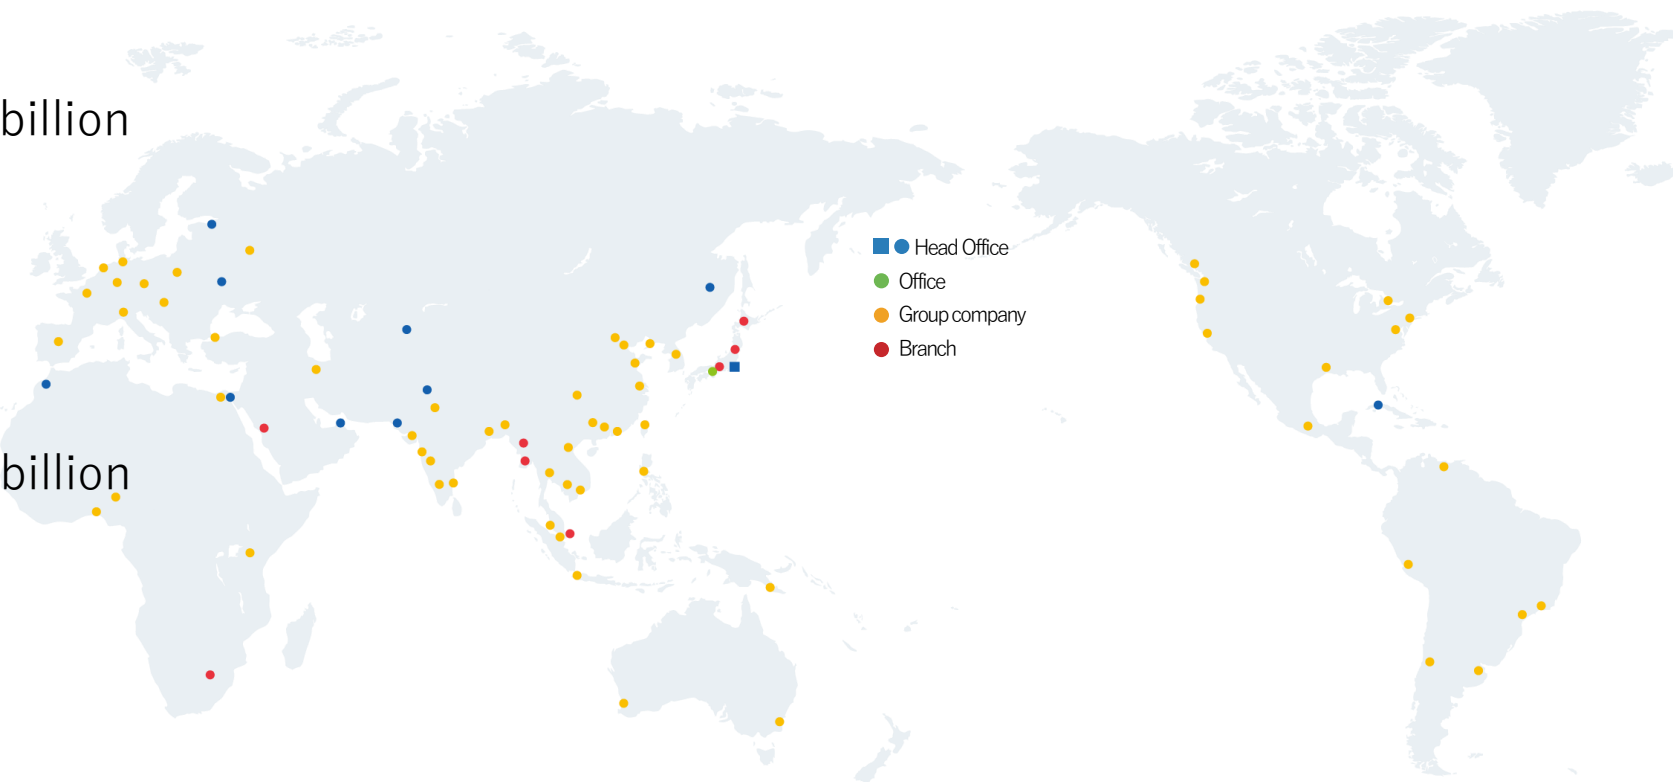 billion
Head Office
Office
Group company
Branch
billion